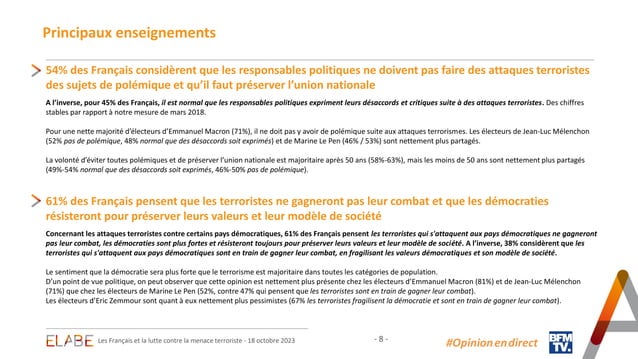 Principaux enseignements
54% des Français considèrent que les responsables politiques ne doivent pas faire des attaques terroristes
des sujets de polémique et qu’il faut préserver l’union nationale
A l’inverse, pour 45% des Français, il est normal que les responsables politiques expriment leurs désaccords et critiques suite à des attaques terroristes. Des chiffres
stables par rapport à notre mesure de mars 2018.
Pour une nette majorité d’électeurs d’Emmanuel Macron (71%), il ne doit pas y avoir de polémique suite aux attaques terrorismes. Les électeurs de Jean-Luc Mélenchon
(52% pas de polémique, 48% normal que des désaccords soit exprimés) et de Marine Le Pen (46% / 53%) sont nettement plus partagés.
La volonté d’éviter toutes polémiques et de préserver l’union nationale est majoritaire après 50 ans (58%-63%), mais les moins de 50 ans sont nettement plus partagés
(49%-54% normal que des désaccords soit exprimés, 46%-50% pas de polémique).
61% des Français pensent que les terroristes ne gagneront pas leur combat et que les démocraties
résisteront pour préserver leurs valeurs et leur modèle de société
Concernant les attaques terroristes contre certains pays démocratiques, 61% des Français pensent les terroristes qui s’attaquent aux pays démocratiques ne gagneront
pas leur combat, les démocraties sont plus fortes et résisteront toujours pour préserver leurs valeurs et leur modèle de société. A l’inverse, 38% considèrent que les
terroristes qui s’attaquent aux pays démocratiques sont en train de gagner leur combat, en fragilisant les valeurs démocratiques et son modèle de société.
Le sentiment que la démocratie sera plus forte que le terrorisme est majoritaire dans toutes les catégories de population.
D’un point de vue politique, on peut observer que cette opinion est nettement plus présente chez les électeurs d’Emmanuel Macron (81%) et de Jean-Luc Mélenchon
(71%) que chez les électeurs de Marine Le Pen (52%, contre 47% qui pensent que les terroristes sont en train de gagner leur combat).
Les électeurs d’Eric Zemmour sont quant à eux nettement plus pessimistes (67% les terroristes fragilisent la démocratie et sont en train de gagner leur combat).
ELABE Les Français et la lutte contre la menace terroriste - 18 octobre 2023
- 8 -
#Opinion.en.direct
BFM
TV.